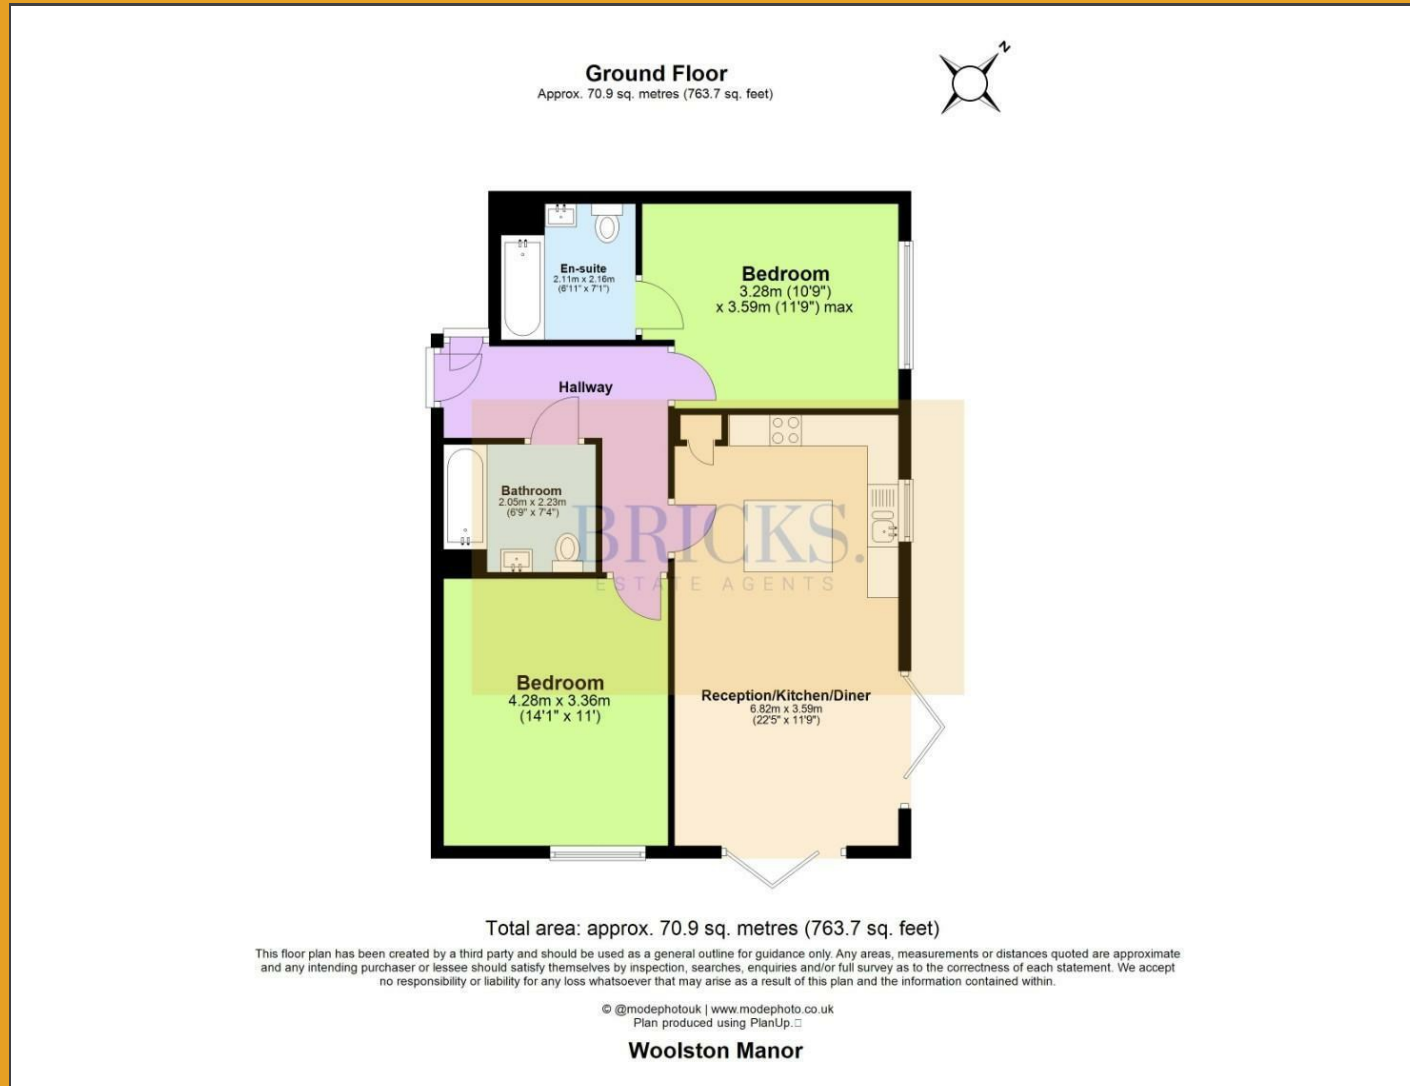 N
Ground Floor
Approx. 70.9 sq. metres (763.7 sq. feet)
En-suite
2.11m x 2.16m
(6'11" x 7'1")
Bedroom
3.28m (10'9")
x 3.59m (11'9") max
Hallway
Bathroom
2.05m x 2.23m
(6'9" x 7'4")
BRICKS.
ESTATE AGENTS
Bedroom
4.28m x 3.36m
(14'1" x 11')
Reception/Kitchen/Diner
6.82m x 3.59m
(22'5" x 11'9")
Total area: approx. 70.9 sq. metres (763.7 sq. feet)
This floor plan has been created by a third party and should be used as a general outline for guidance only. Any areas, measurements or distances quoted are approximate
and any intending purchaser or lessee should satisfy themselves by inspection, searches, enquiries and/or full survey as to the correctness of each statement. We accept
no responsibility or liability for any loss whatsoever that may arise as a result of this plan and the information contained within.
© @modephotouk | www.modephoto.co.uk
Plan produced using PlanUp.
Woolston Manor